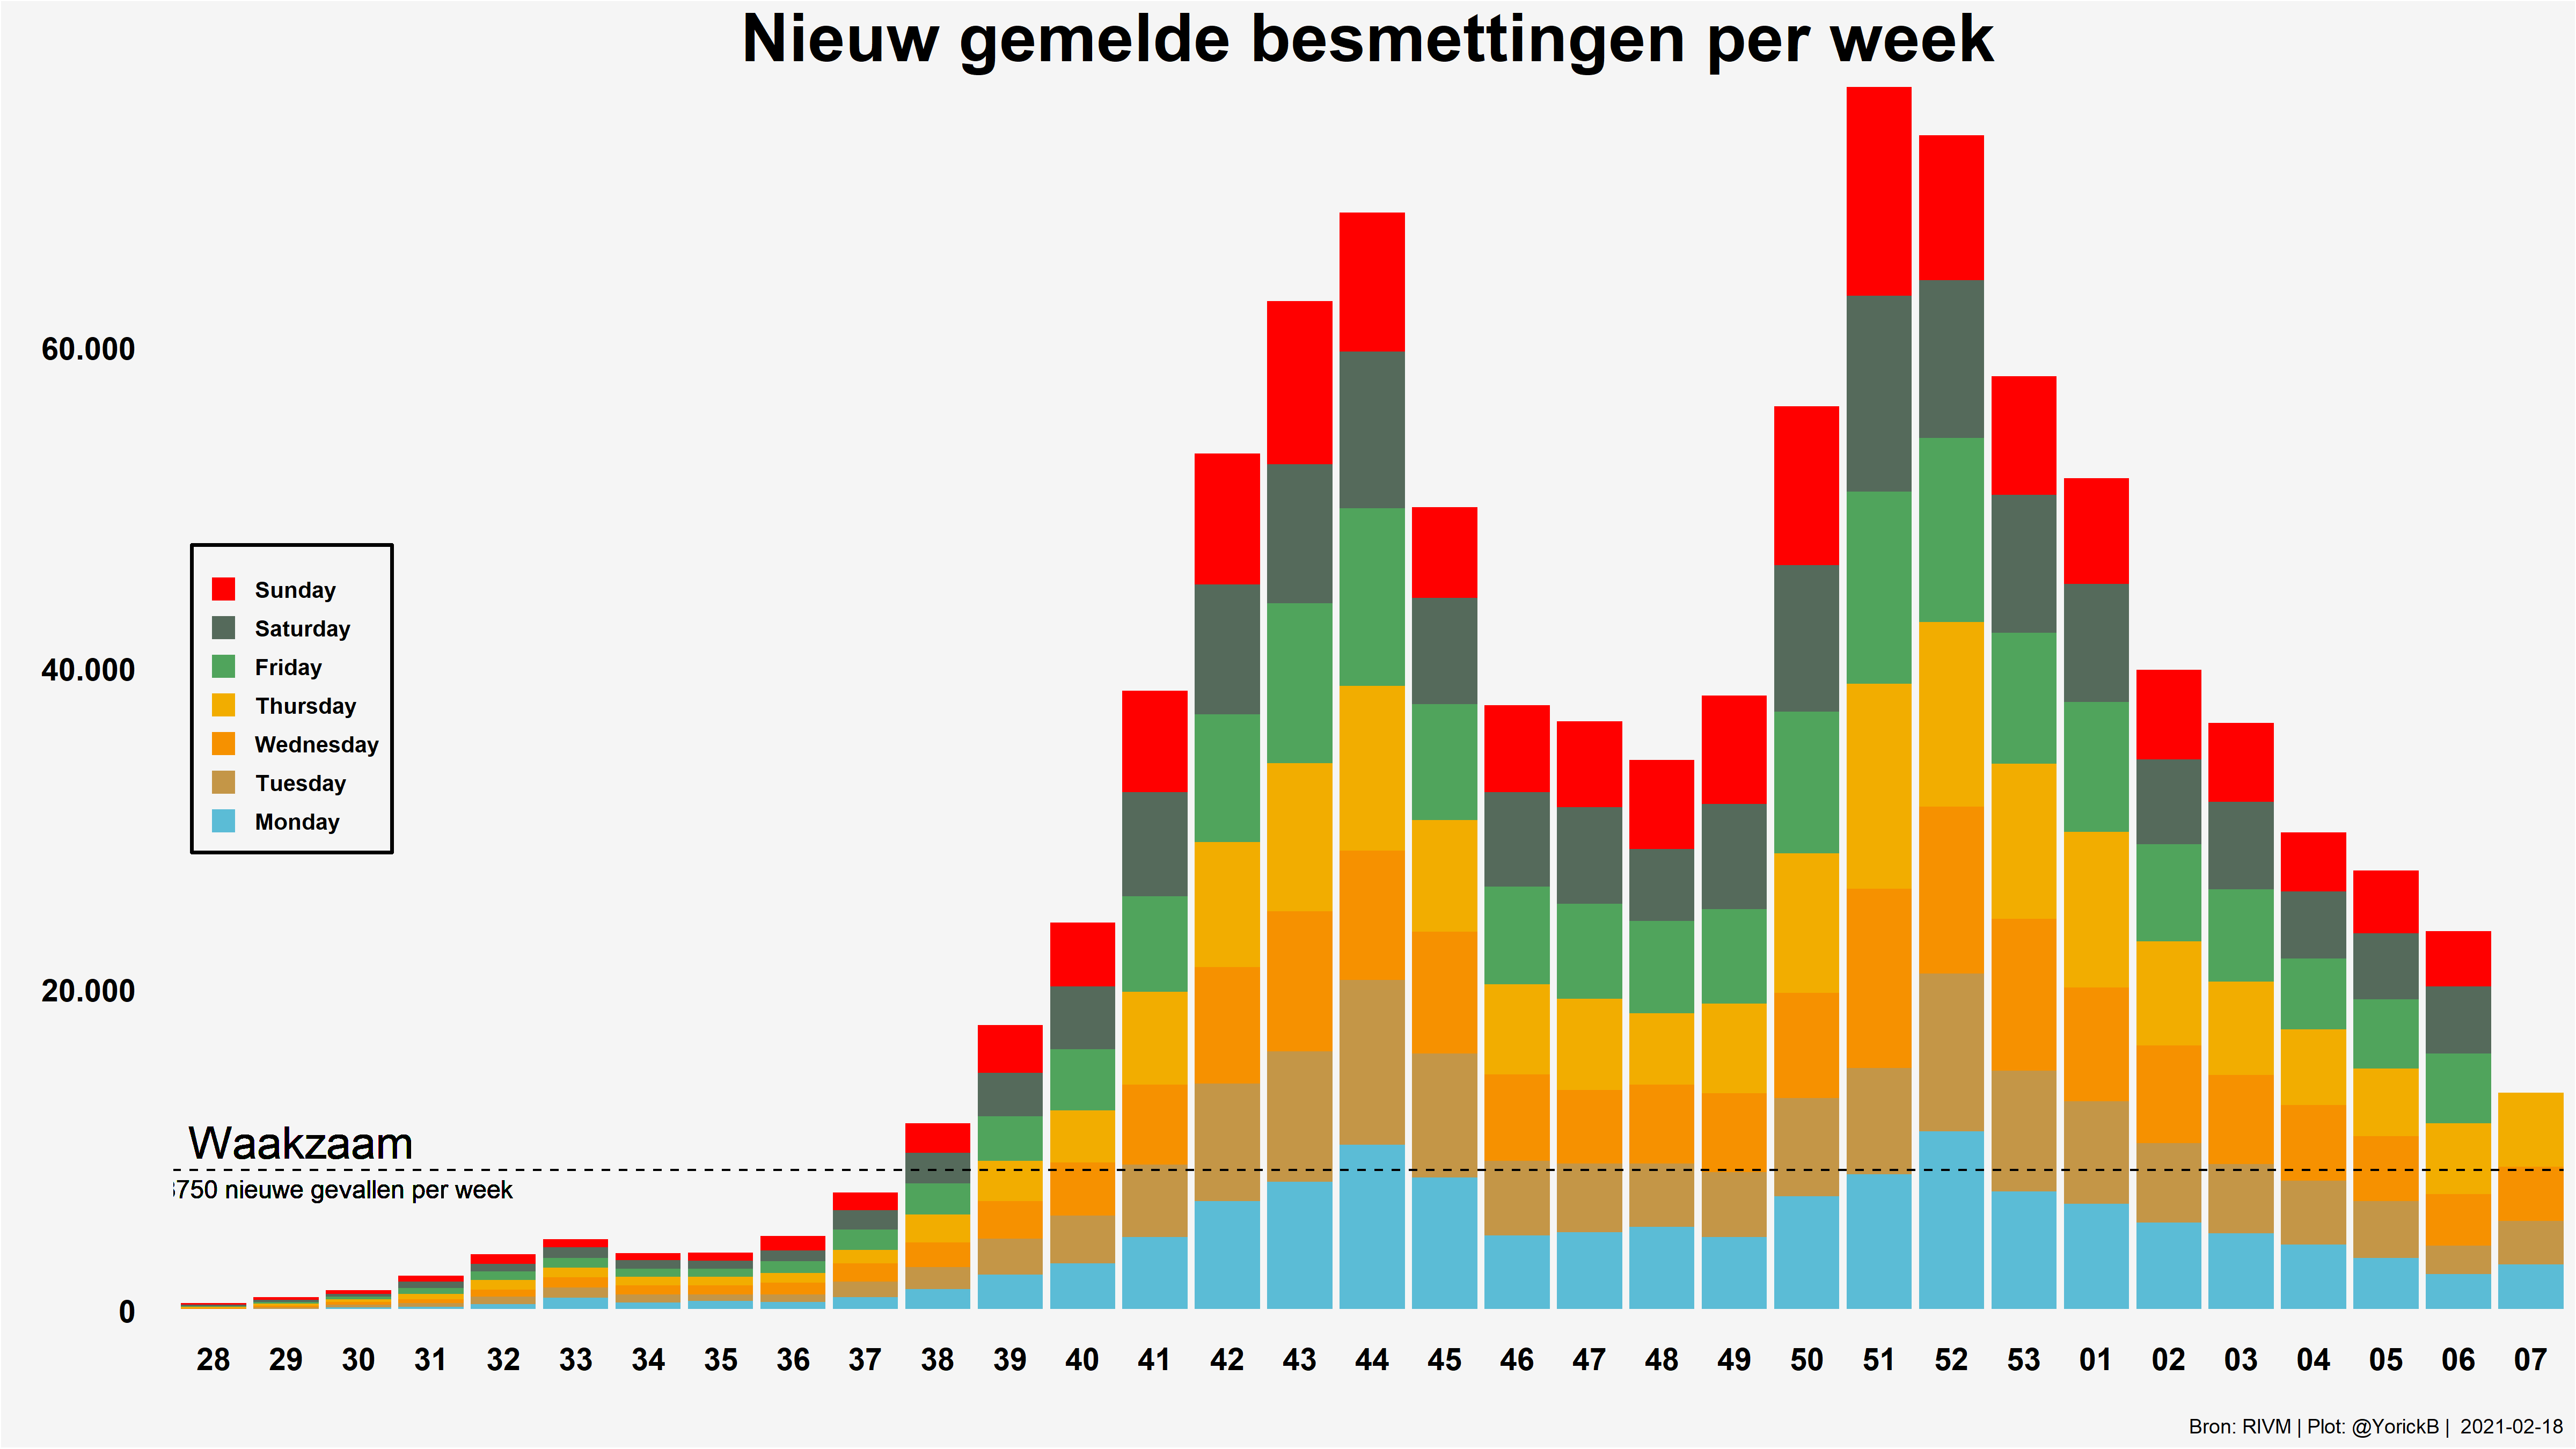 Nieuw gemelde besmettingen per week
60.000
40.000
20.000
0
Sunday
Saturday
Friday
Thursday
Wednesday
Tuesday
Monday
Waakzaam
750 nieuwe gevallen per week
28 29 30 31 32 33 34 35 36 37 38 39 40 41 42 43 44 45 46 47 48 49 50 51 52 53 01 02 03 04 05 06 07
Bron: RIVM | Plot: @YorickB | 2021-02-18